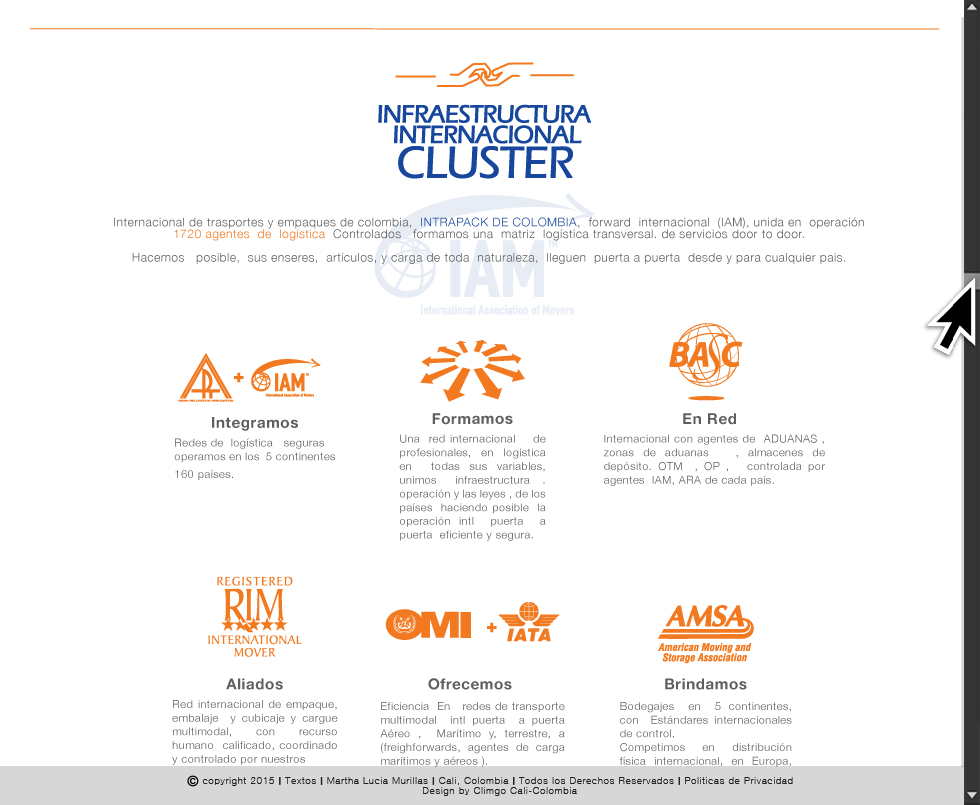 INFRAESTRUCTURA
INTERNACIONAL
CLUSTER
Internacional de trasportes y empaques de colombia, INTRAPACK DE COLOMBIA, forward internacional (IAM), unida en operación
1720 agentes de logística Controlados formamos una matriz logística transversal. de servicios door to door.
Hacemos posible, sus enseres, artículos, y carga de toda naturaleza, lleguen puerta a puerta desde y para cualquier país.
IAM™
International Association of Movers
+ IAM
International Association of Movers
Integramos
Redes de logística seguras
operamos en los 5 continentes
160 países.
Formamos
Una red internacional de
profesionales, en logistica
en todas sus variables,
unimos infraestructura .
operación y las leyes , de los
países haciendo posible la
operación intl puerta a
puerta eficiente y segura.
BASC
En Red
Internacional con agentes de ADUANAS ,
zonas de aduanas , almacenes de
depósito. OTM , OP , controlada por
agentes IAM, ARA de cada país.
REGISTERED
RIM
INTERNATIONAL
MOVER
Aliados
Red internacional de empaque,
embalaje y cubicaje y cargue
multimodal, con recurso
humano calificado, coordinado
y controlado por nuestros
OMI + IATA
Ofrecemos
Eficiencia En redes de transporte
multimodal intl puerta a puerta
Aéreo , Marítimo y, terrestre, a
(freighforwards, agentes de carga
marítimos y aéreos ).
AMSA
American Moving and
Storage Association
Brindamos
Bodegajes en 5 continentes,
con Estándares internacionales
de control.
Competimos en distribución
física internacional, en Europa,
© copyright 2015 | Textos | Martha Lucia Murillas | Cali, Colombia | Todos los Derechos Reservados | Politicas de Privacidad
Design by Climgo Cali-Colombia